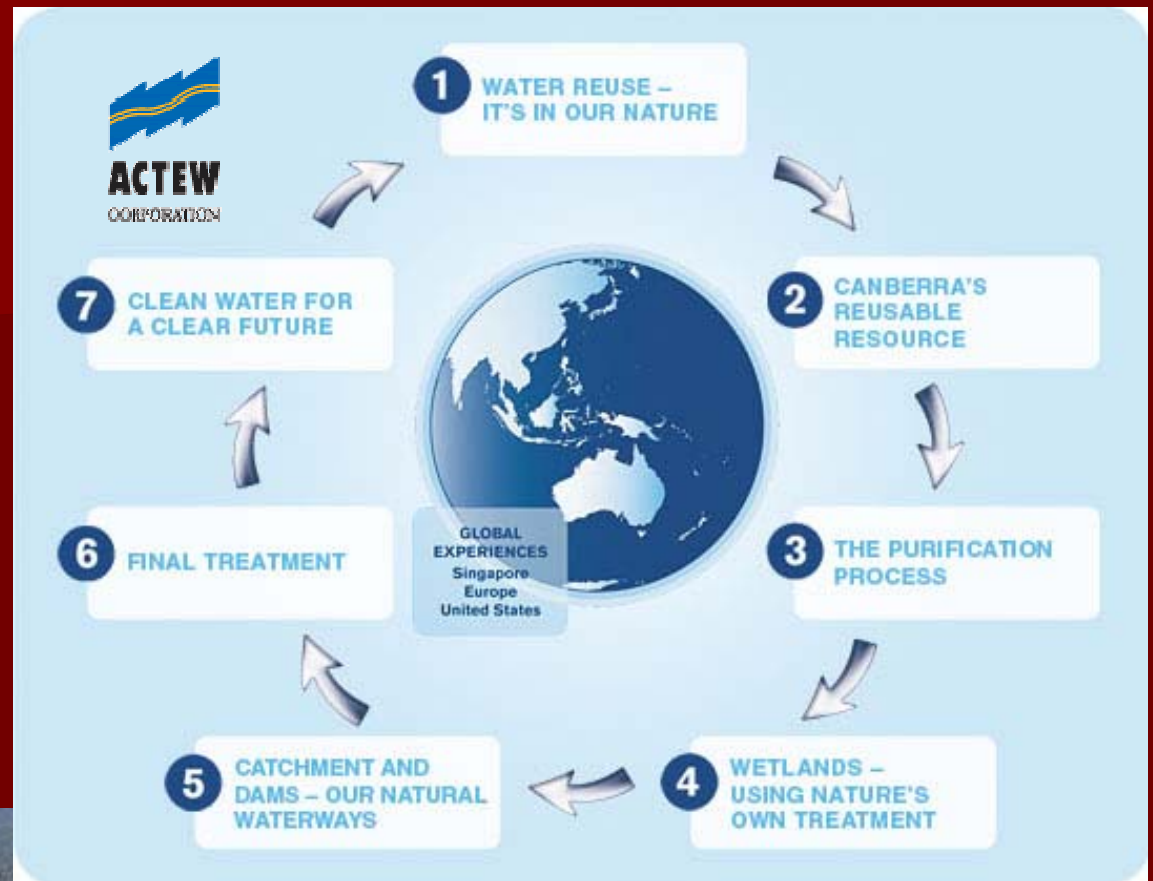 ACTEW
CORPORATION
1
WATER REUSE –
IT'S IN OUR NATURE
2
CANBERRA'S
REUSABLE
RESOURCE
3
THE PURIFICATION
PROCESS
4
WETLANDS –
USING NATURE'S
OWN TREATMENT
5
CATCHMENT AND
DAMS – OUR NATURAL
WATERWAYS
6
FINAL TREATMENT
7
CLEAN WATER FOR
A CLEAR FUTURE
GLOBAL
EXPERIENCES
Singapore
Europe
United States